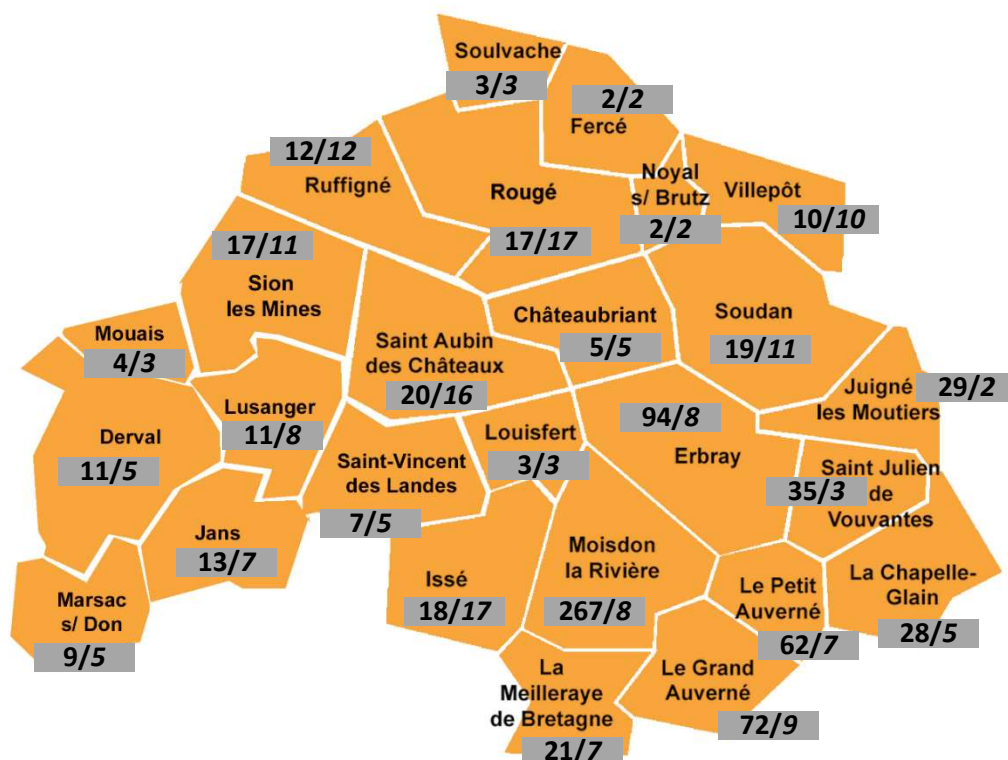 Soulvache
3/3
2/2
Fercé
12/12
Ruffigné
Rougé
17/17
Noyal
s/ Brutz
2/2
Villepôt
10/10
17/11
Sion
les Mines
Mouais
4/3
Saint Aubin
des Châteaux
20/16
Châteaubriant
5/5
Soudan
19/11
Juigné
les Moutiers
29/2
Derval
11/5
Lusanger
11/8
Saint-Vincent
des Landes
7/5
Louisfert
3/3
94/8
Erbray
Saint Julien
de
Vouvantes
35/3
Jans
13/7
Marsac
s/ Don
9/5
Issé
18/17
Moisdon
la Rivière
267/8
Le Petit
Auverné
62/7
La Chapelle-
Glain
28/5
La
Meilleraye
de Bretagne
21/7
Le Grand
Auverné
72/9